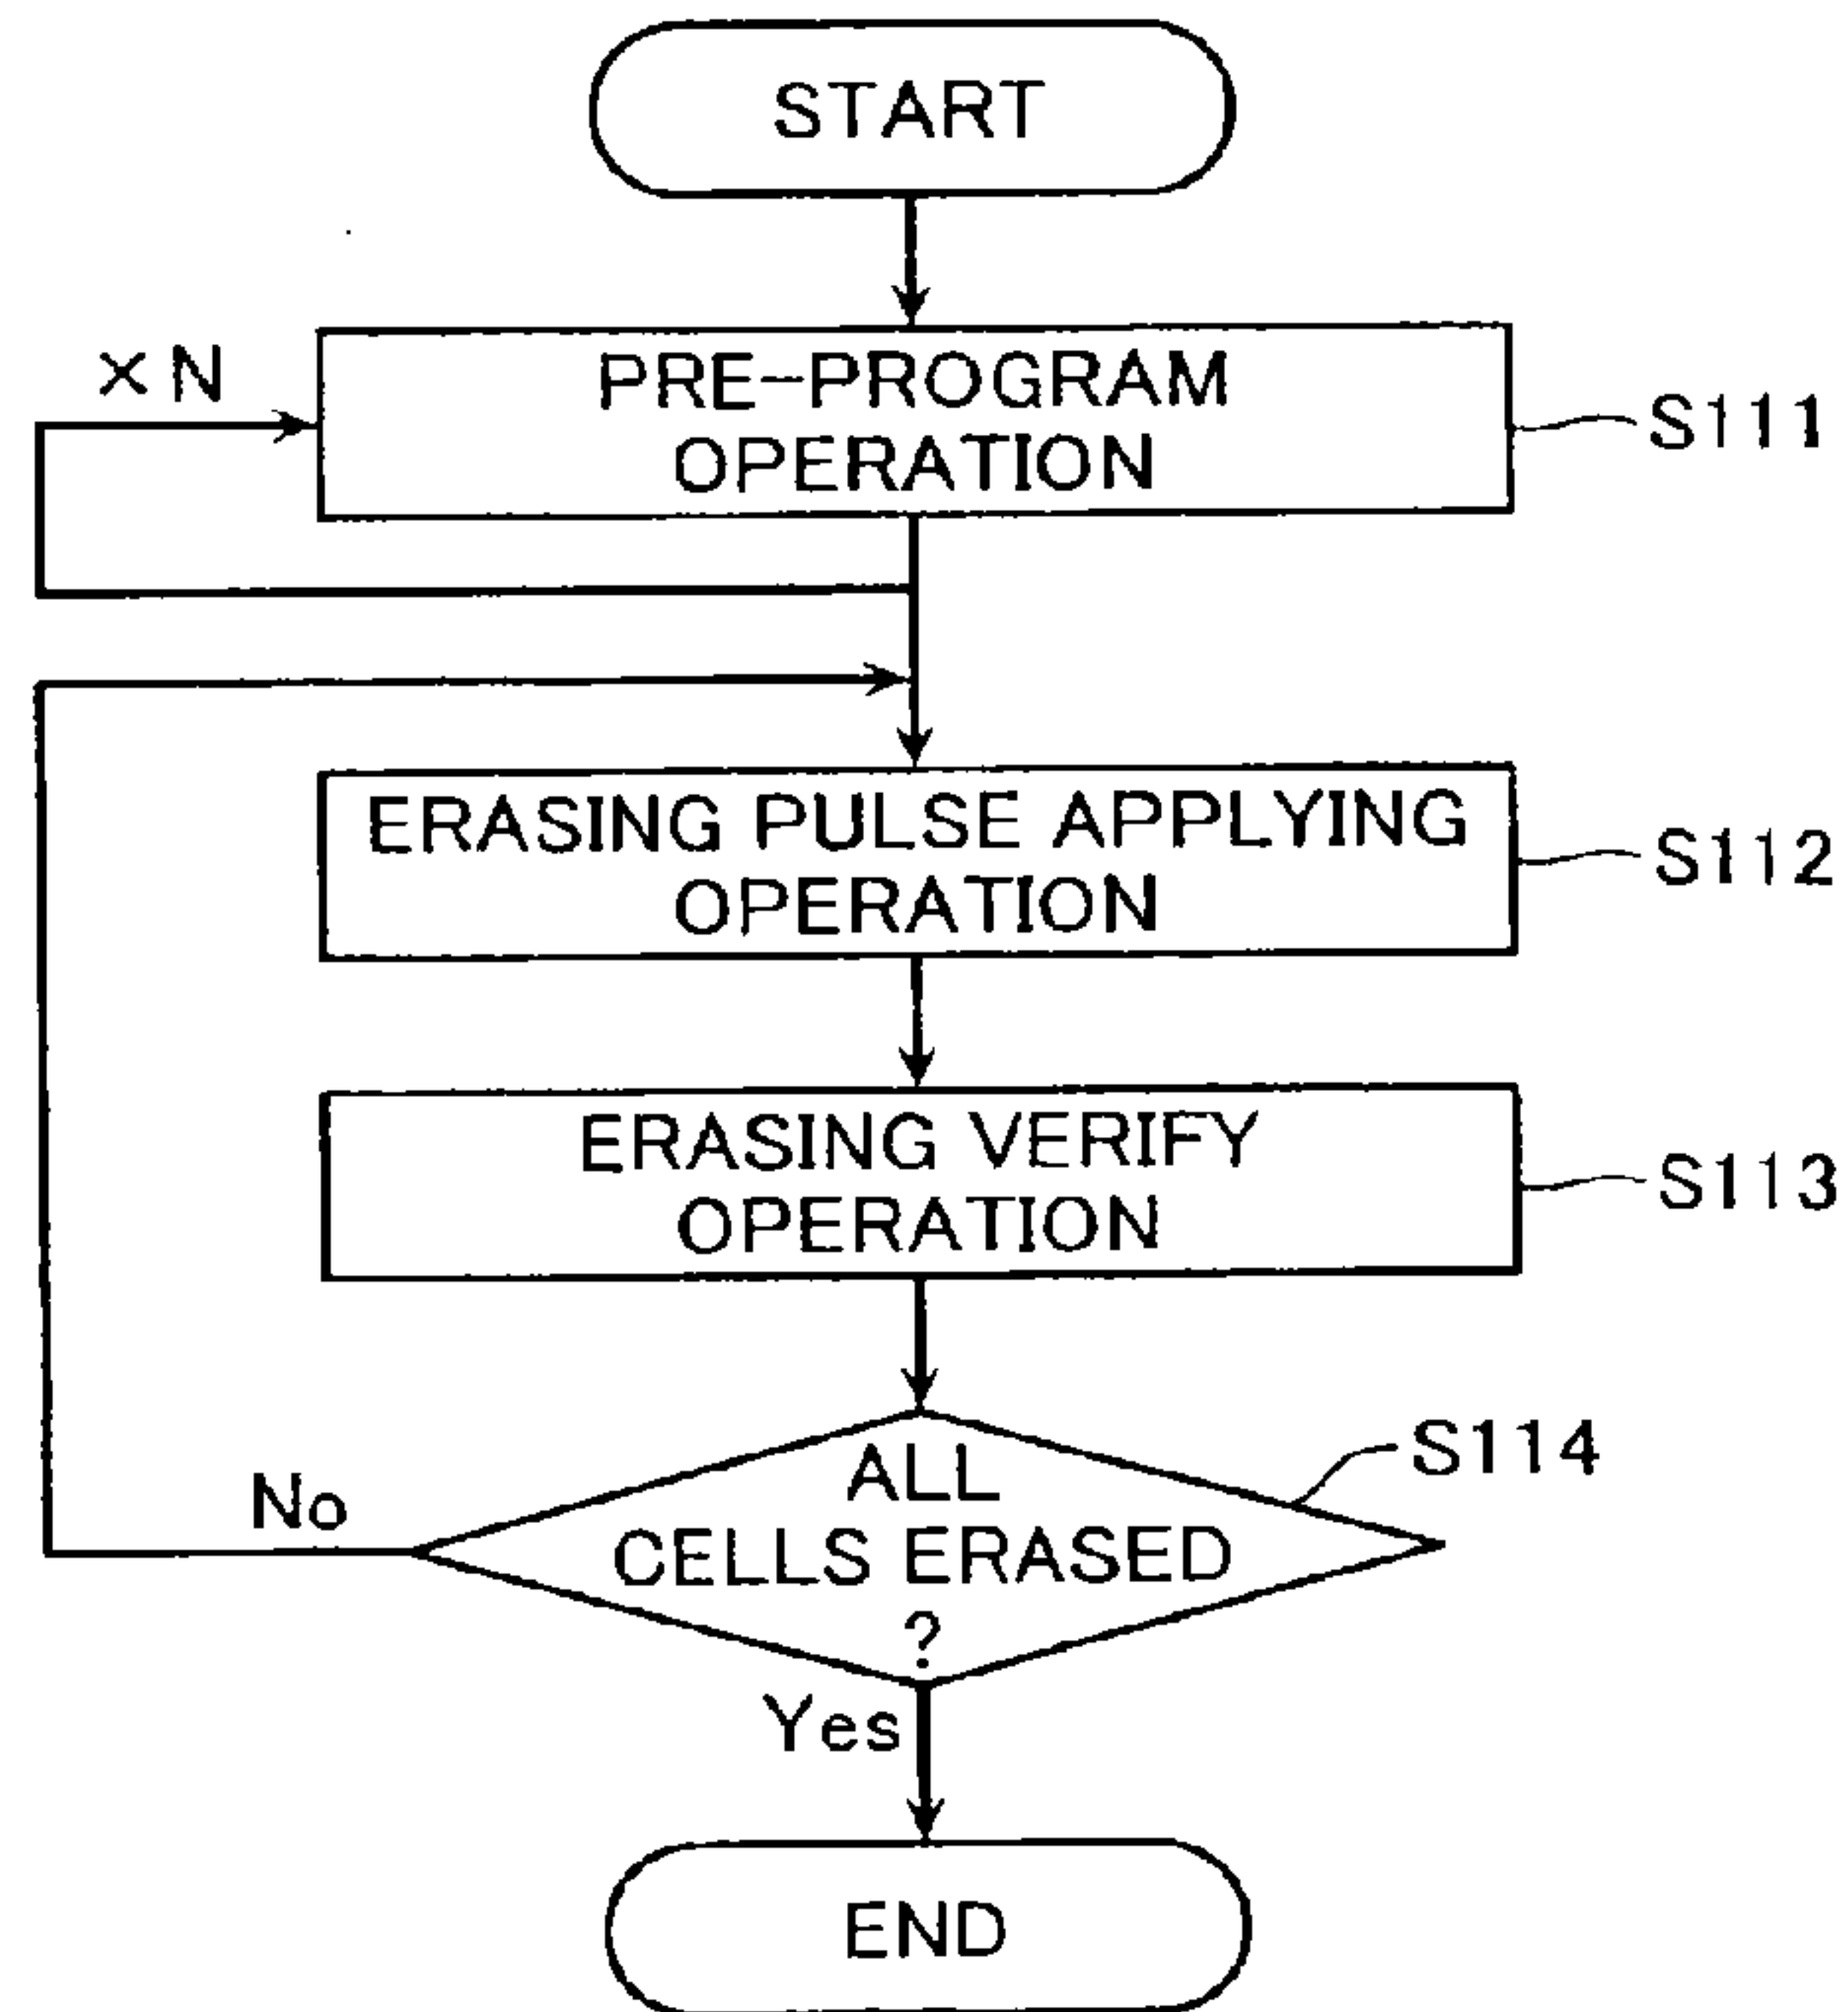 START
×N
PRE-PROGRAM
OPERATION
S111
ERASING PULSE APPLYING
OPERATION
S112
ERASING VERIFY
OPERATION
S113
ALL
CELLS ERASED
?
S114
No
Yes
END